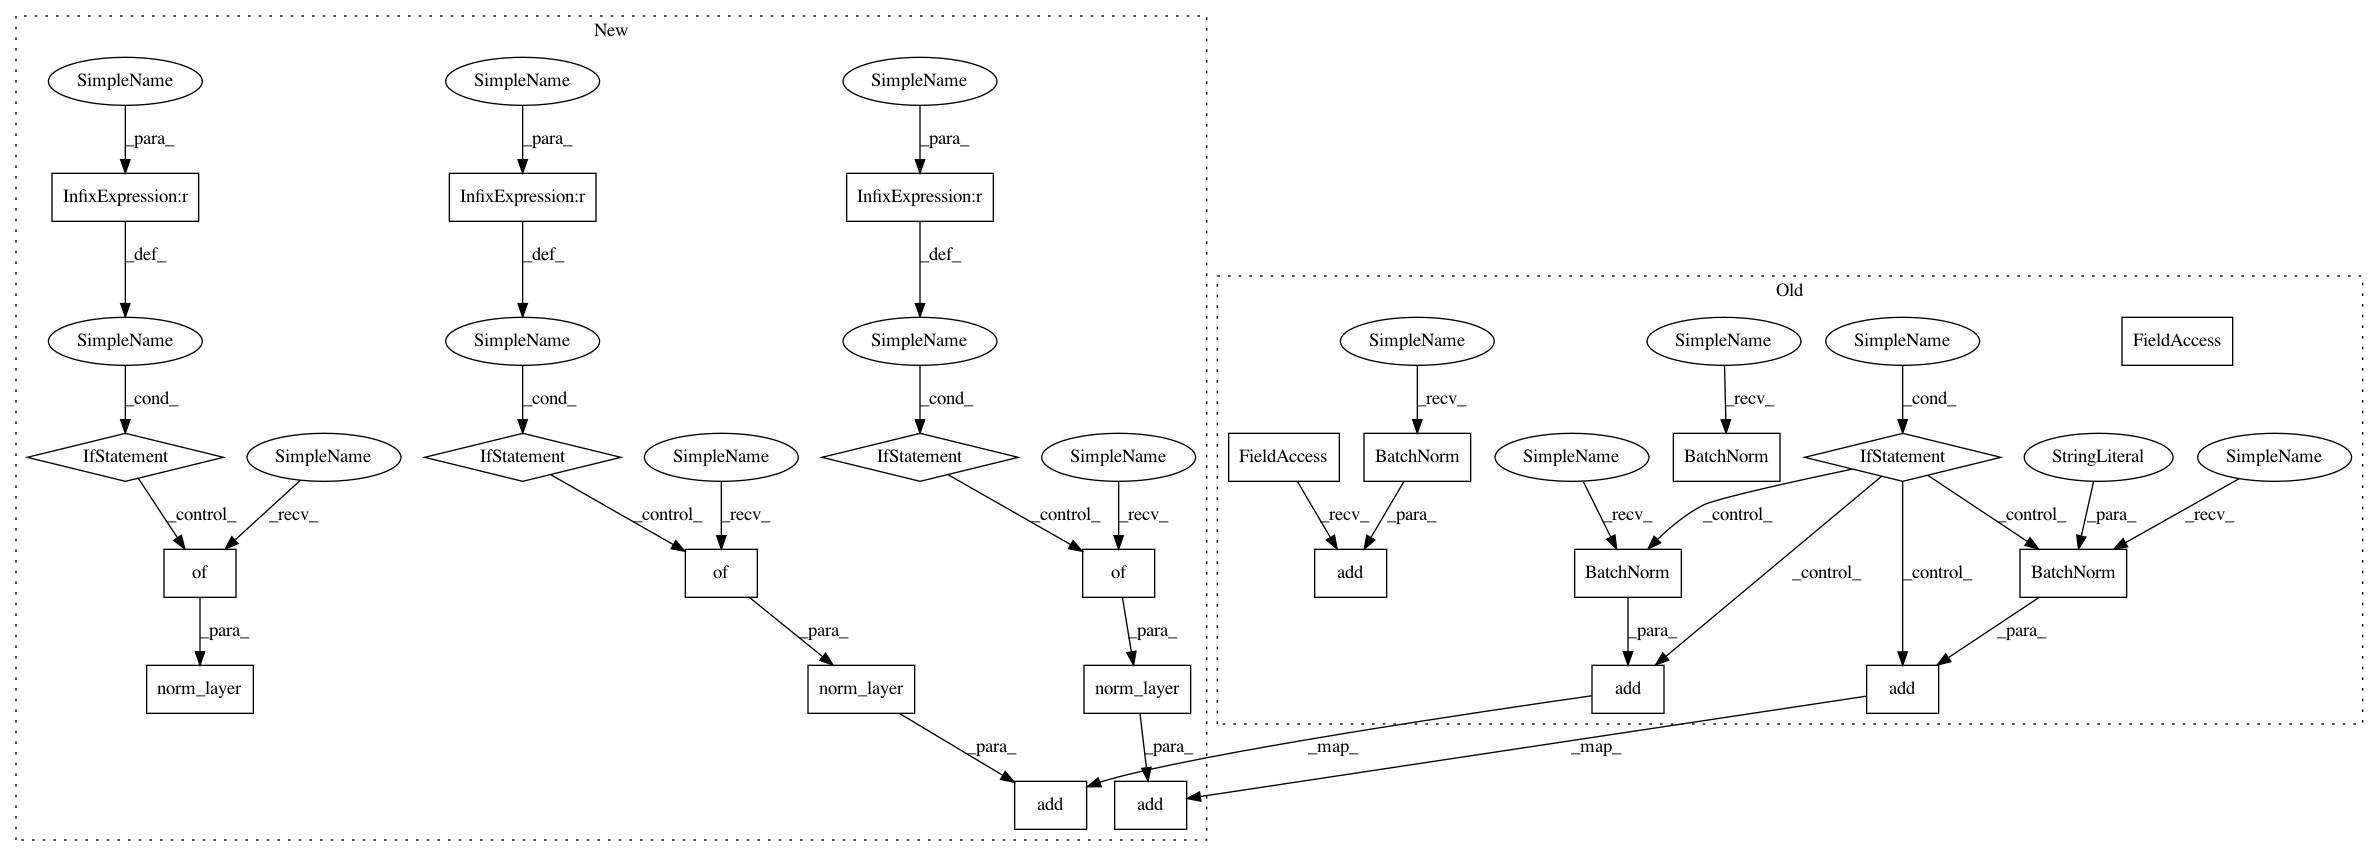 New
SimpleName
SimpleName
SimpleName
_para_
_para_
_para_
InfixExpression:r
InfixExpression:r
InfixExpression:r
_def_
_def_
_def_
Old
SimpleName
SimpleName
SimpleName
SimpleName
SimpleName
SimpleName
FieldAccess
_cond_
_cond_
_cond_
_recv_
_recv_
_cond_
IfStatement
SimpleName
IfStatement
SimpleName
IfStatement
SimpleName
FieldAccess
BatchNorm
SimpleName
BatchNorm
IfStatement
StringLiteral
SimpleName
_control_
_recv_
_control_
_recv_
_control_
_recv_
_recv_
_para_
_recv_
_control_
_control_
_para_
_recv_
of
of
of
add
BatchNorm
_control_
_control_
BatchNorm
_para_
_para_
_para_
_para_
_para_
norm_layer
norm_layer
norm_layer
add
add
_para_
_para_
_map_
_map_
add
add